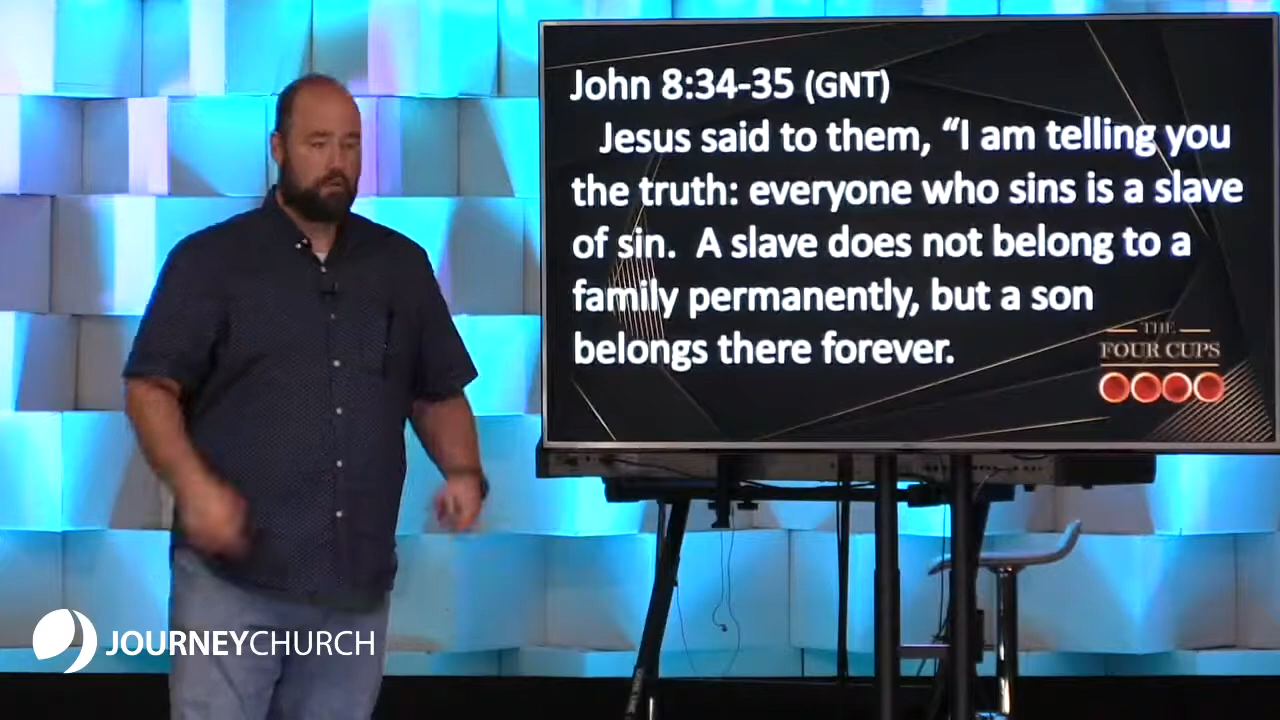 John 8:34-35 (GNT)
Jesus said to them, “I am telling you
the truth: everyone who sins is a slave
of sin.  A slave does not belong to a
family permanently, but a son
belongs there forever.
THE
FOUR CUPS
JOURNEYCHURCH